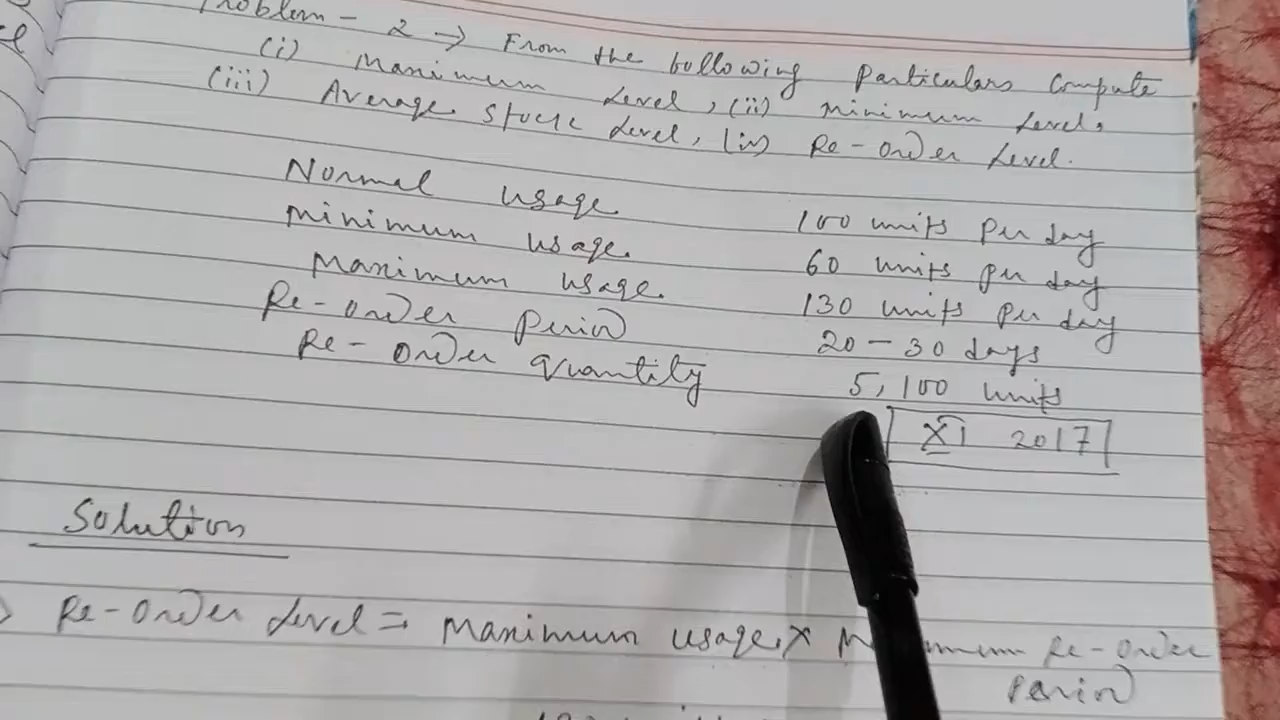 Problem - 2 → From the following particulars compute
(i) Maximum Level, (ii) Minimum Level,
(iii) Average Stock Level, (iv) Re-order Level.
Normal usage 100 units per day
Minimum usage 60 units per day
Maximum usage 130 units per day
Re-order period 20 - 30 days
Re-order quantity 5,100 units
XI 2017
Solution
Re-order Level = Maximum usage × Re-order
period